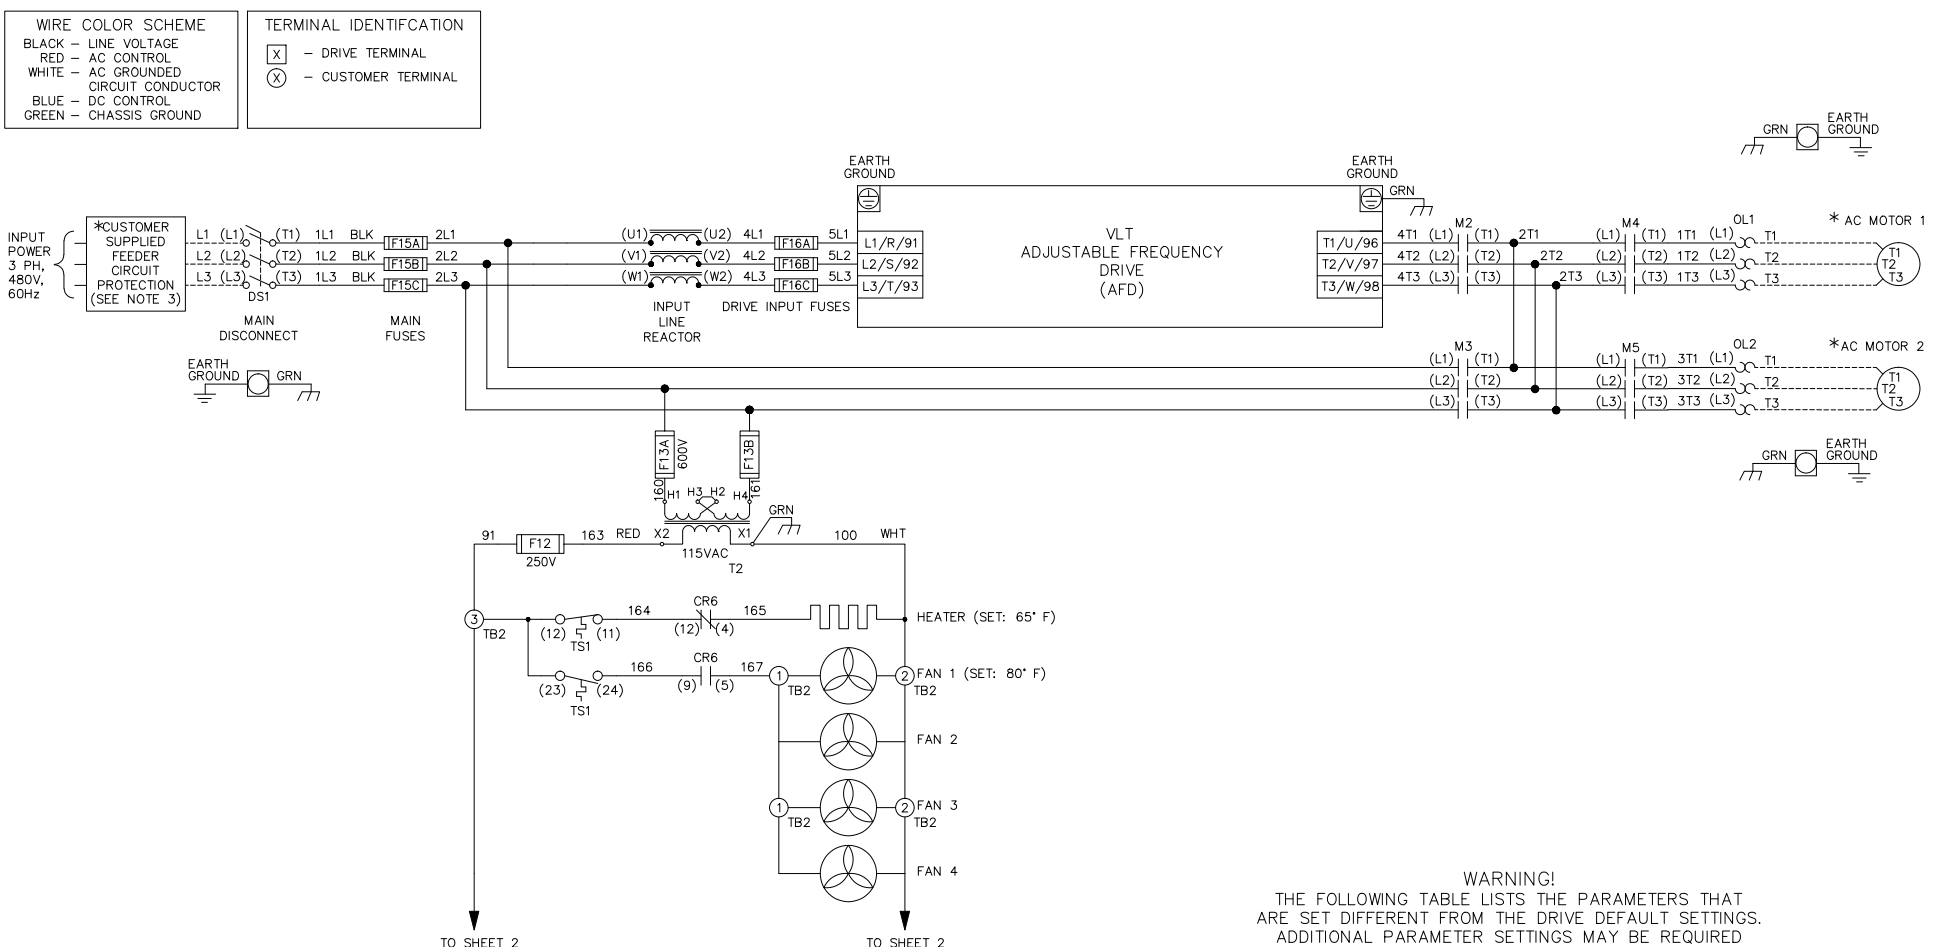 WIRE COLOR SCHEME
BLACK – LINE VOLTAGE
RED – AC CONTROL
WHITE – AC GROUNDED
CIRCUIT CONDUCTOR
BLUE – DC CONTROL
GREEN – CHASSIS GROUND
TERMINAL IDENTIFCATION
X – DRIVE TERMINAL
X – CUSTOMER TERMINAL
GRN EARTH
GROUND
EARTH
GROUND
EARTH
GROUND
GRN
INPUT
POWER
3 PH,
480V,
60Hz
*CUSTOMER
SUPPLIED
FEEDER
CIRCUIT
PROTECTION
(SEE NOTE 3)
L1 (L1) (T1) 1L1 BLK F15A 2L1 (U1) (U2) 4L1 F16A 5L1 L1/R/91
L2 (L2) (T2) 1L2 BLK F15B 2L2 (V1) (V2) 4L2 F16B 5L2 L2/S/92
L3 (L3) (T3) 1L3 BLK F15C 2L3 (W1) (W2) 4L3 F16C 5L3 L3/T/93
DS1
MAIN
DISCONNECT
MAIN
FUSES
INPUT
LINE
REACTOR
DRIVE INPUT FUSES
VLT
ADJUSTABLE FREQUENCY
DRIVE
(AFD)
M2 M4 OL1 * AC MOTOR 1
T1/U/96 4T1 (L1) (T1) 2T1 (L1) (T1) 1T1 (L1) T1
T2/V/97 4T2 (L2) (T2) 2T2 (L2) (T2) 1T2 (L2) T2
T3/W/98 4T3 (L3) (T3) 2T3 (L3) (T3) 1T3 (L3) T3
T1
T2
T3
EARTH
GROUND GRN
M3 M5 OL2 *AC MOTOR 2
(L1) (T1) (L1) (T1) 3T1 (L1) T1
(L2) (T2) (L2) (T2) 3T2 (L2) T2
(L3) (T3) (L3) (T3) 3T3 (L3) T3
T1
T2
T3
GRN EARTH
GROUND
F13A
600V
F13B
160
161
H1 H3 H2 H4
GRN
91 F12 163 RED X2 X1 100 WHT
250V
115VAC
T2
3 TB2
(12) (11) 164 CR6 165 HEATER (SET: 65° F)
TS1 (12) (4)
(23) (24) 166 CR6 167 1 2 FAN 1 (SET: 80° F)
TS1 (9) (5) TB2 TB2
FAN 2
1 2 FAN 3
TB2 TB2
FAN 4
TO SHEET 2
TO SHEET 2
WARNING!
THE FOLLOWING TABLE LISTS THE PARAMETERS THAT
ARE SET DIFFERENT FROM THE DRIVE DEFAULT SETTINGS.
ADDITIONAL PARAMETER SETTINGS MAY BE REQUIRED